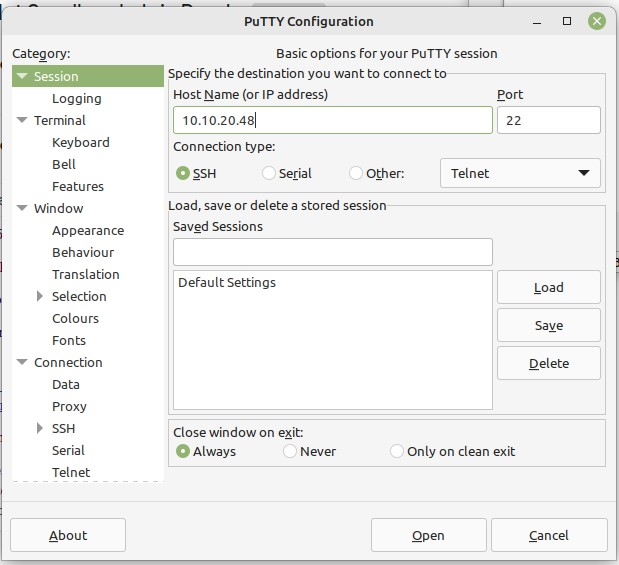 PuTTY Configuration
Category:
Session
Logging
Terminal
Keyboard
Bell
Features
Window
Appearance
Behaviour
Translation
Selection
Colours
Fonts
Connection
Data
Proxy
SSH
Serial
Telnet
Basic options for your PuTTY session
Specify the destination you want to connect to
Host Name (or IP address) Port
10.10.20.48 22
Connection type:
SSH Serial Other: Telnet
Load, save or delete a stored session
Saved Sessions
Default Settings
Load
Save
Delete
Close window on exit:
Always Never Only on clean exit
About Open Cancel